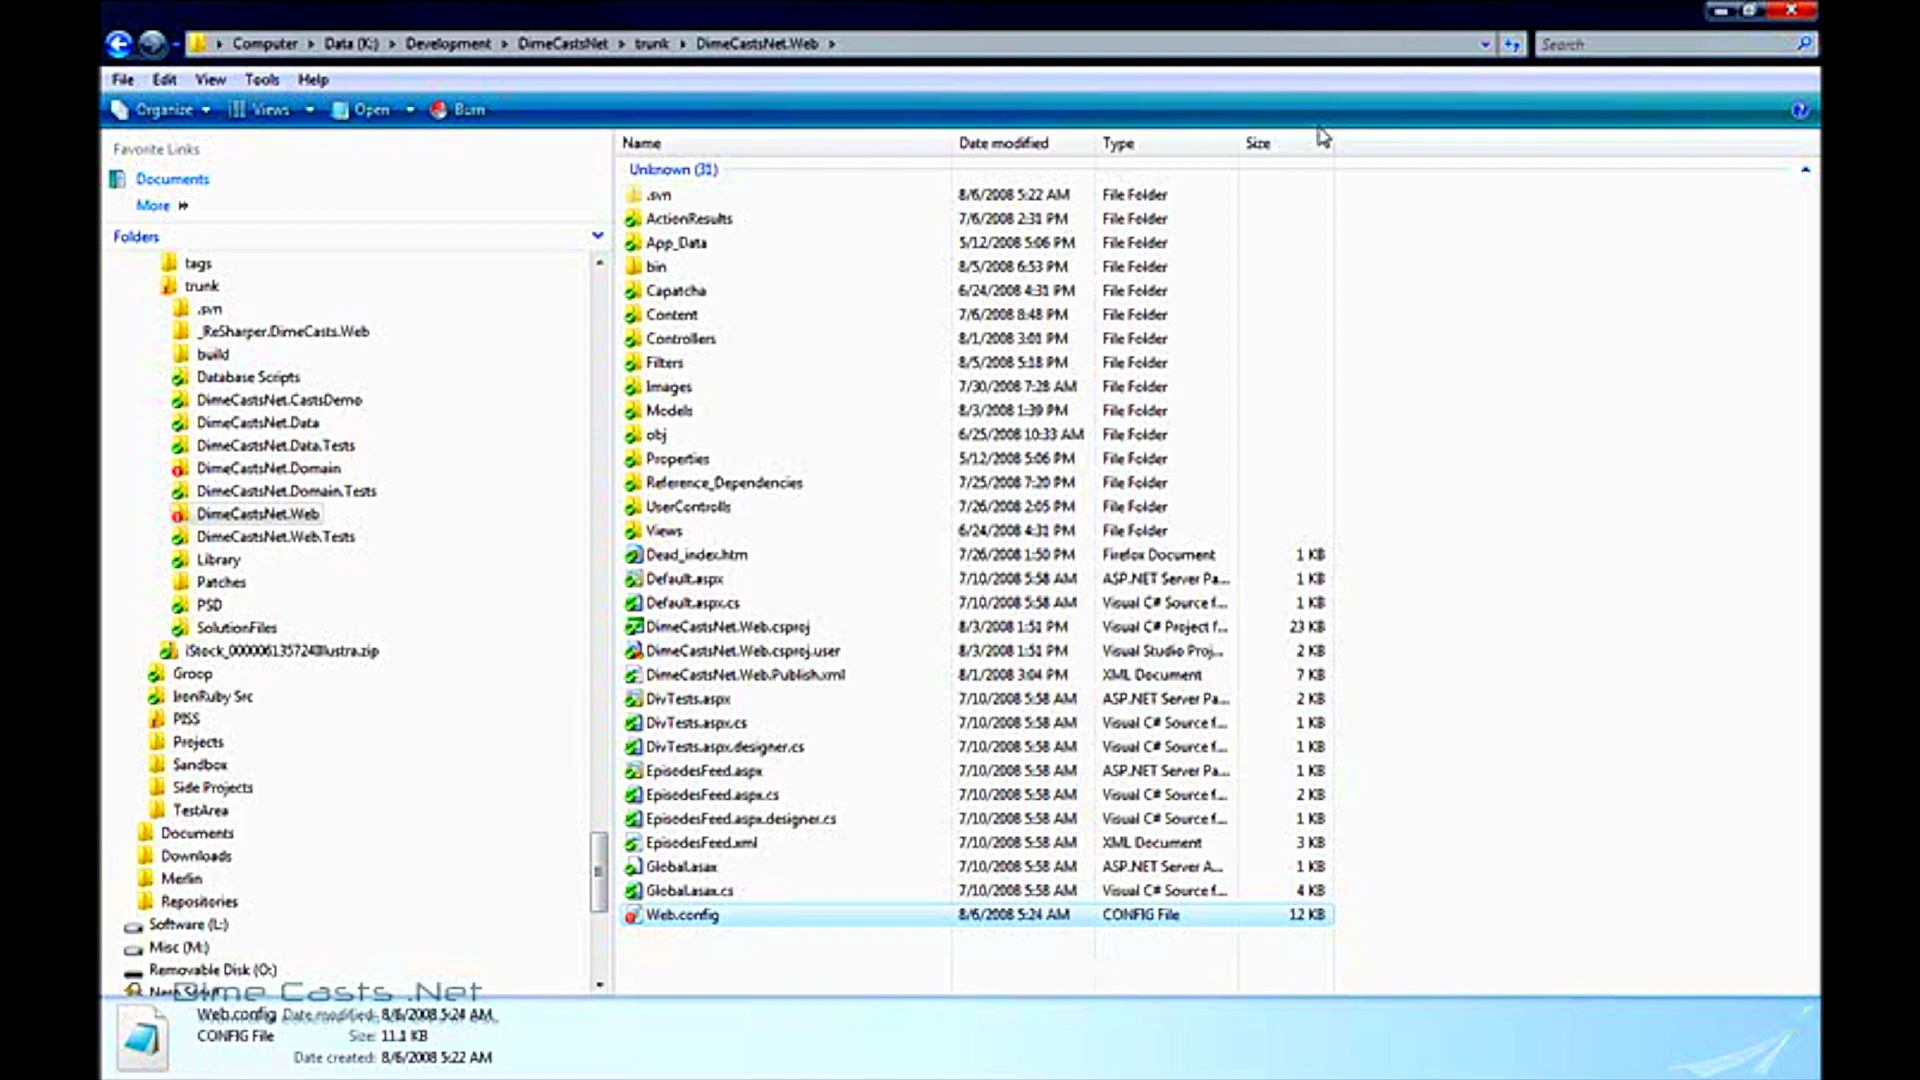 Computer ▸ Data (K:) ▸ Development ▸ DimeCastsNet ▸ trunk ▸ DimeCastsNet.Web ▸
Search
File Edit View Tools Help
Organize Views Open Burn
Favorite Links
Documents
More »
Folders
tags
trunk
.svn
_ReSharper.DimeCasts.Web
build
Database Scripts
DimeCastsNet.CastsDemo
DimeCastsNet.Data
DimeCastsNet.Data.Tests
DimeCastsNet.Domain
DimeCastsNet.Domain.Tests
DimeCastsNet.Web
DimeCastsNet.Web.Tests
Library
Patches
PSD
SolutionFiles
Groop
IronRuby Src
PISS
Projects
Sandbox
Side Projects
TestArea
Documents
Downloads
Merlin
Repositories
Software (L:)
Misc (M:)
Removable Disk (O:)
Name Date modified Type Size
Unknown (31)
.svn 8/6/2008 5:22 AM File Folder
ActionResults 7/6/2008 2:31 PM File Folder
App_Data 5/12/2008 5:06 PM File Folder
bin 8/5/2008 6:53 PM File Folder
Capatcha 6/24/2008 4:31 PM File Folder
Content 7/6/2008 8:48 PM File Folder
Controllers 8/1/2008 3:01 PM File Folder
Filters 8/5/2008 5:18 PM File Folder
Images 7/30/2008 7:28 AM File Folder
Models 8/3/2008 1:39 PM File Folder
obj 6/25/2008 10:33 AM File Folder
Properties 5/12/2008 5:06 PM File Folder
Reference_Dependencies 7/25/2008 7:20 PM File Folder
UserControlls 7/26/2008 2:05 PM File Folder
Views 6/24/2008 4:31 PM File Folder
Dead_index.htm 7/26/2008 1:50 PM Firefox Document 1 KB
Default.aspx 7/10/2008 5:58 AM ASP.NET Server Pa... 1 KB
Default.aspx.cs 7/10/2008 5:58 AM Visual C# Source f... 1 KB
DimeCastsNet.Web.csproj 8/3/2008 1:51 PM Visual C# Project f... 23 KB
DimeCastsNet.Web.csproj.user 8/3/2008 1:51 PM Visual Studio Proj... 2 KB
DimeCastsNet.Web.Publish.xml 8/1/2008 3:04 PM XML Document 7 KB
DivTests.aspx 7/10/2008 5:58 AM ASP.NET Server Pa... 2 KB
DivTests.aspx.cs 7/10/2008 5:58 AM Visual C# Source f... 1 KB
DivTests.aspx.designer.cs 7/10/2008 5:58 AM Visual C# Source f... 1 KB
EpisodesFeed.aspx 7/10/2008 5:58 AM ASP.NET Server Pa... 1 KB
EpisodesFeed.aspx.cs 7/10/2008 5:58 AM Visual C# Source f... 2 KB
EpisodesFeed.aspx.designer.cs 7/10/2008 5:58 AM Visual C# Source f... 1 KB
EpisodesFeed.xml 7/10/2008 5:58 AM XML Document 3 KB
Global.asax 7/10/2008 5:58 AM ASP.NET Server A... 1 KB
Global.asax.cs 7/10/2008 5:58 AM Visual C# Source f... 4 KB
Web.config 8/6/2008 5:24 AM CONFIG File 12 KB
Dime Casts .Net
Web.config Date modified: 8/6/2008 5:24 AM
CONFIG File Size: 11.1 KB
Date created: 8/6/2008 5:22 AM